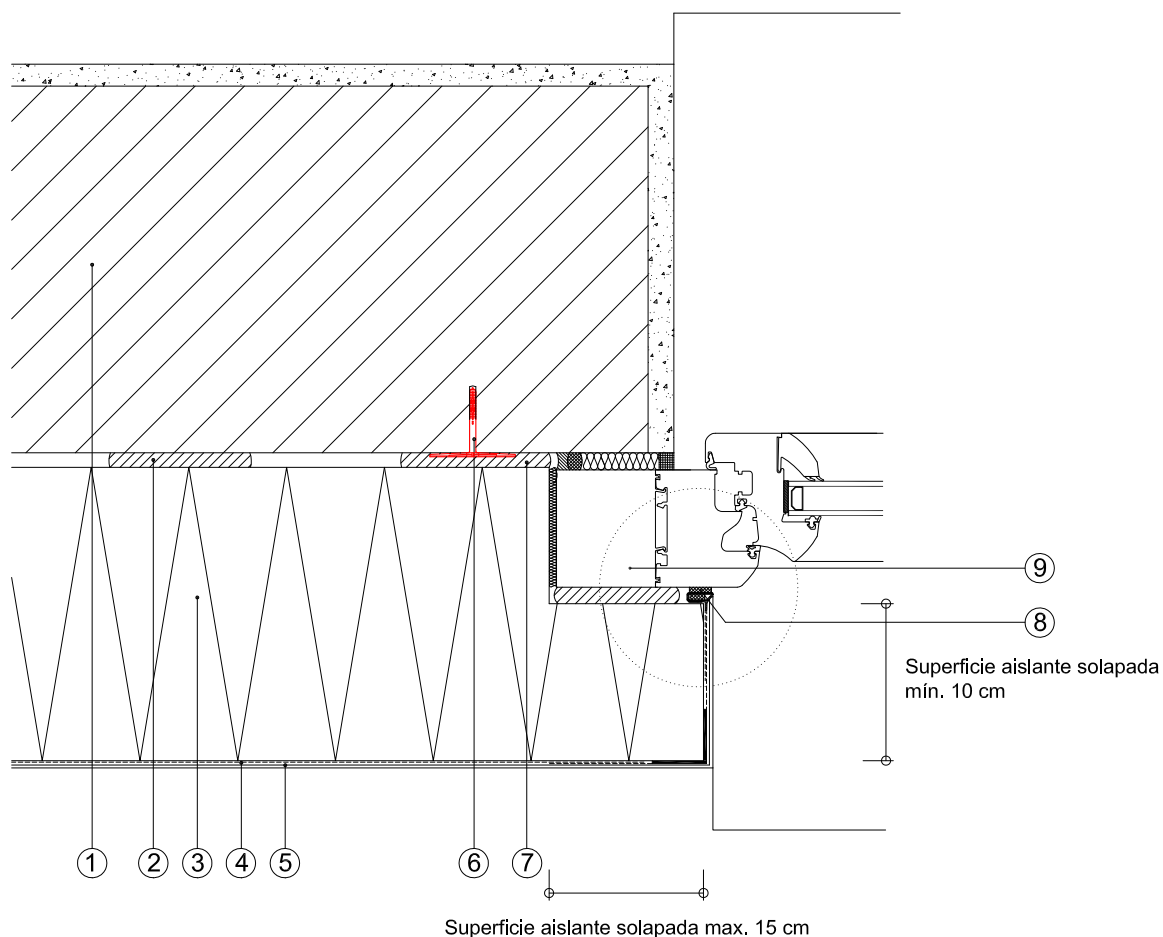 9
8
Superficie aislante solapada
mín. 10 cm
1 2 3 4 5 6 7
Superficie aislante solapada max. 15 cm